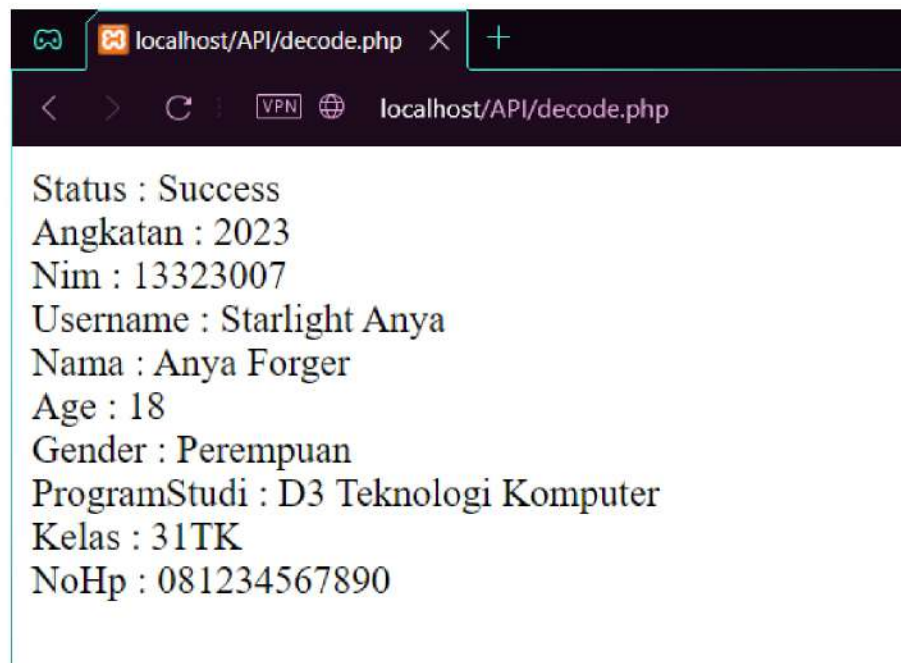 localhost/API/decode.php
VPN localhost/API/decode.php
Status : Success
Angkatan : 2023
Nim : 13323007
Username : Starlight Anya
Nama : Anya Forger
Age : 18
Gender : Perempuan
ProgramStudi : D3 Teknologi Komputer
Kelas : 31TK
NoHp : 081234567890